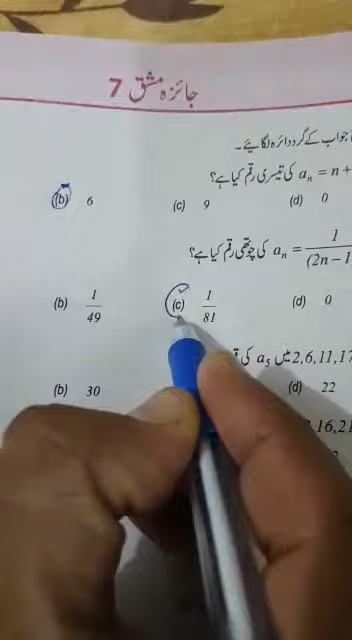 جائزہ مشق 7
جواب کے گرد دائرہ لگائیے۔
aₙ = n + کی تیسری رقم کیا ہے؟
(b) 6 (c) 9 (d) 0
aₙ = 1/(2n−1 کی چوتھی رقم کیا ہے؟
(b) 1/49 (c) 1/81 (d) 0
2,6,11,17 میں a₅ کی
(b) 30 (d) 22
,16,21